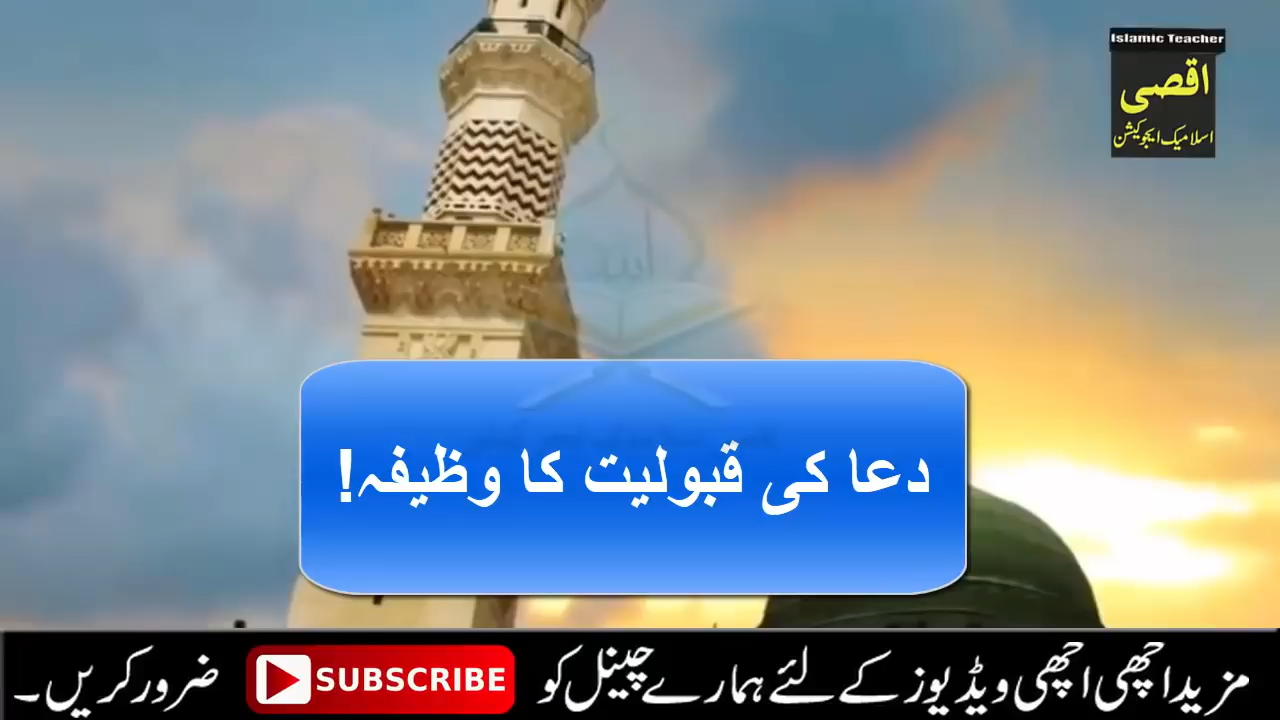 Islamic Teacher
اقصی
اسلامیک ایجوکیشن
دعا کی قبولیت کا وظیفہ!
مزید اچھی اچھی ویڈیوز کے لئے ہمارے چینل کو SUBSCRIBE ضرور کریں۔